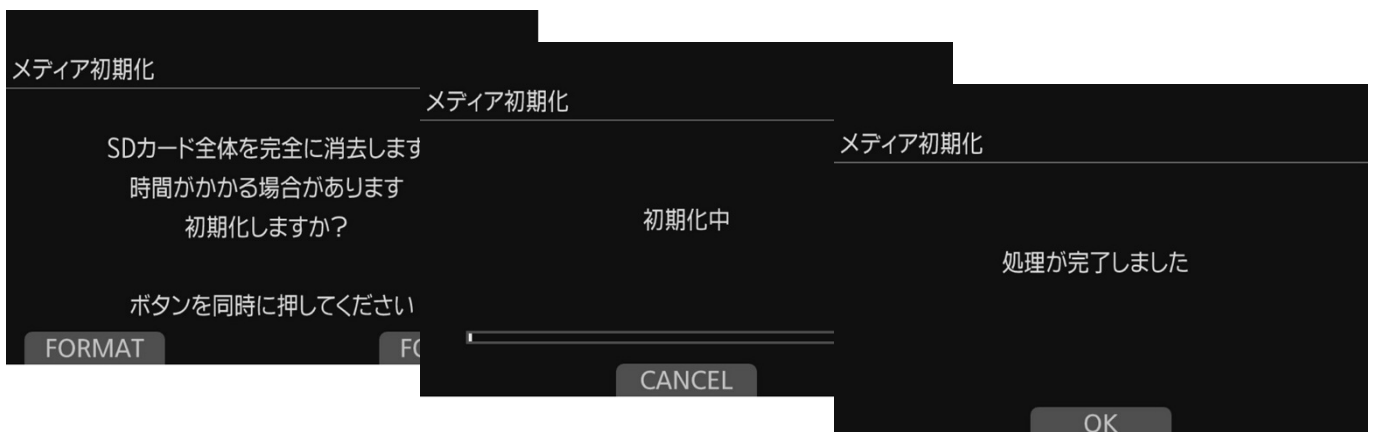 メディア初期化
SDカード全体を完全に消去します
時間がかかる場合があります
初期化しますか?
ボタンを同時に押してください
FORMAT
FO
メディア初期化
初期化中
CANCEL
メディア初期化
処理が完了しました
OK